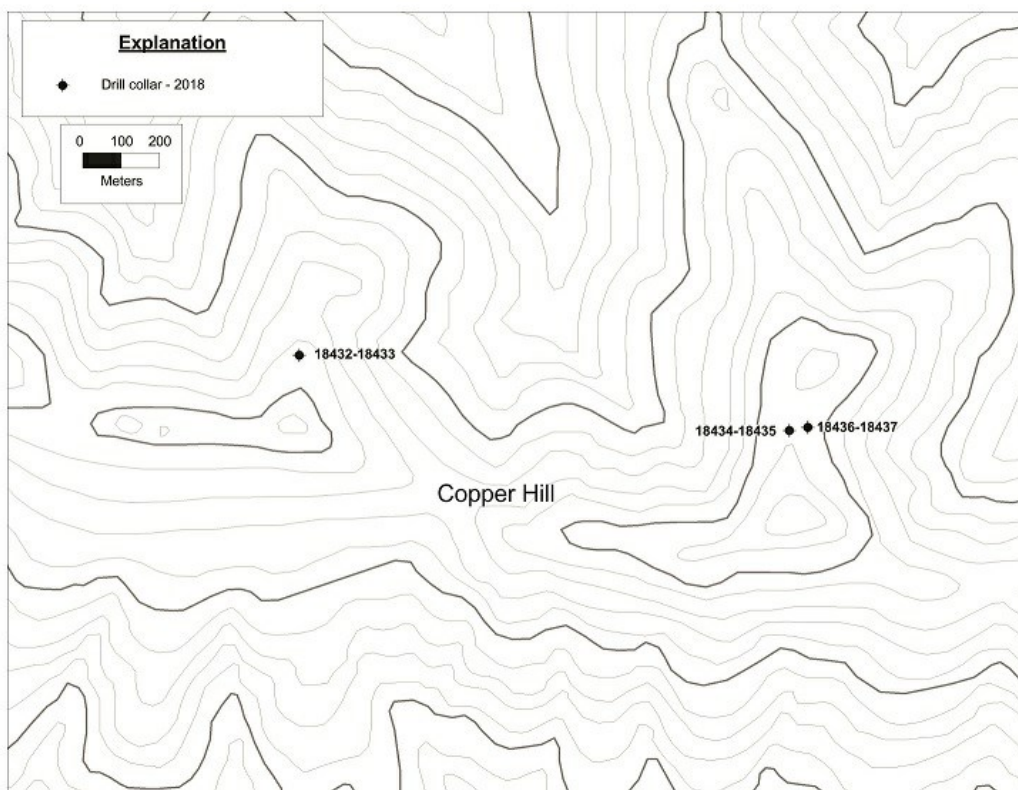 Explanation
Drill collar - 2018
0 100 200
Meters
18432-18433
18434-18435
18436-18437
Copper Hill